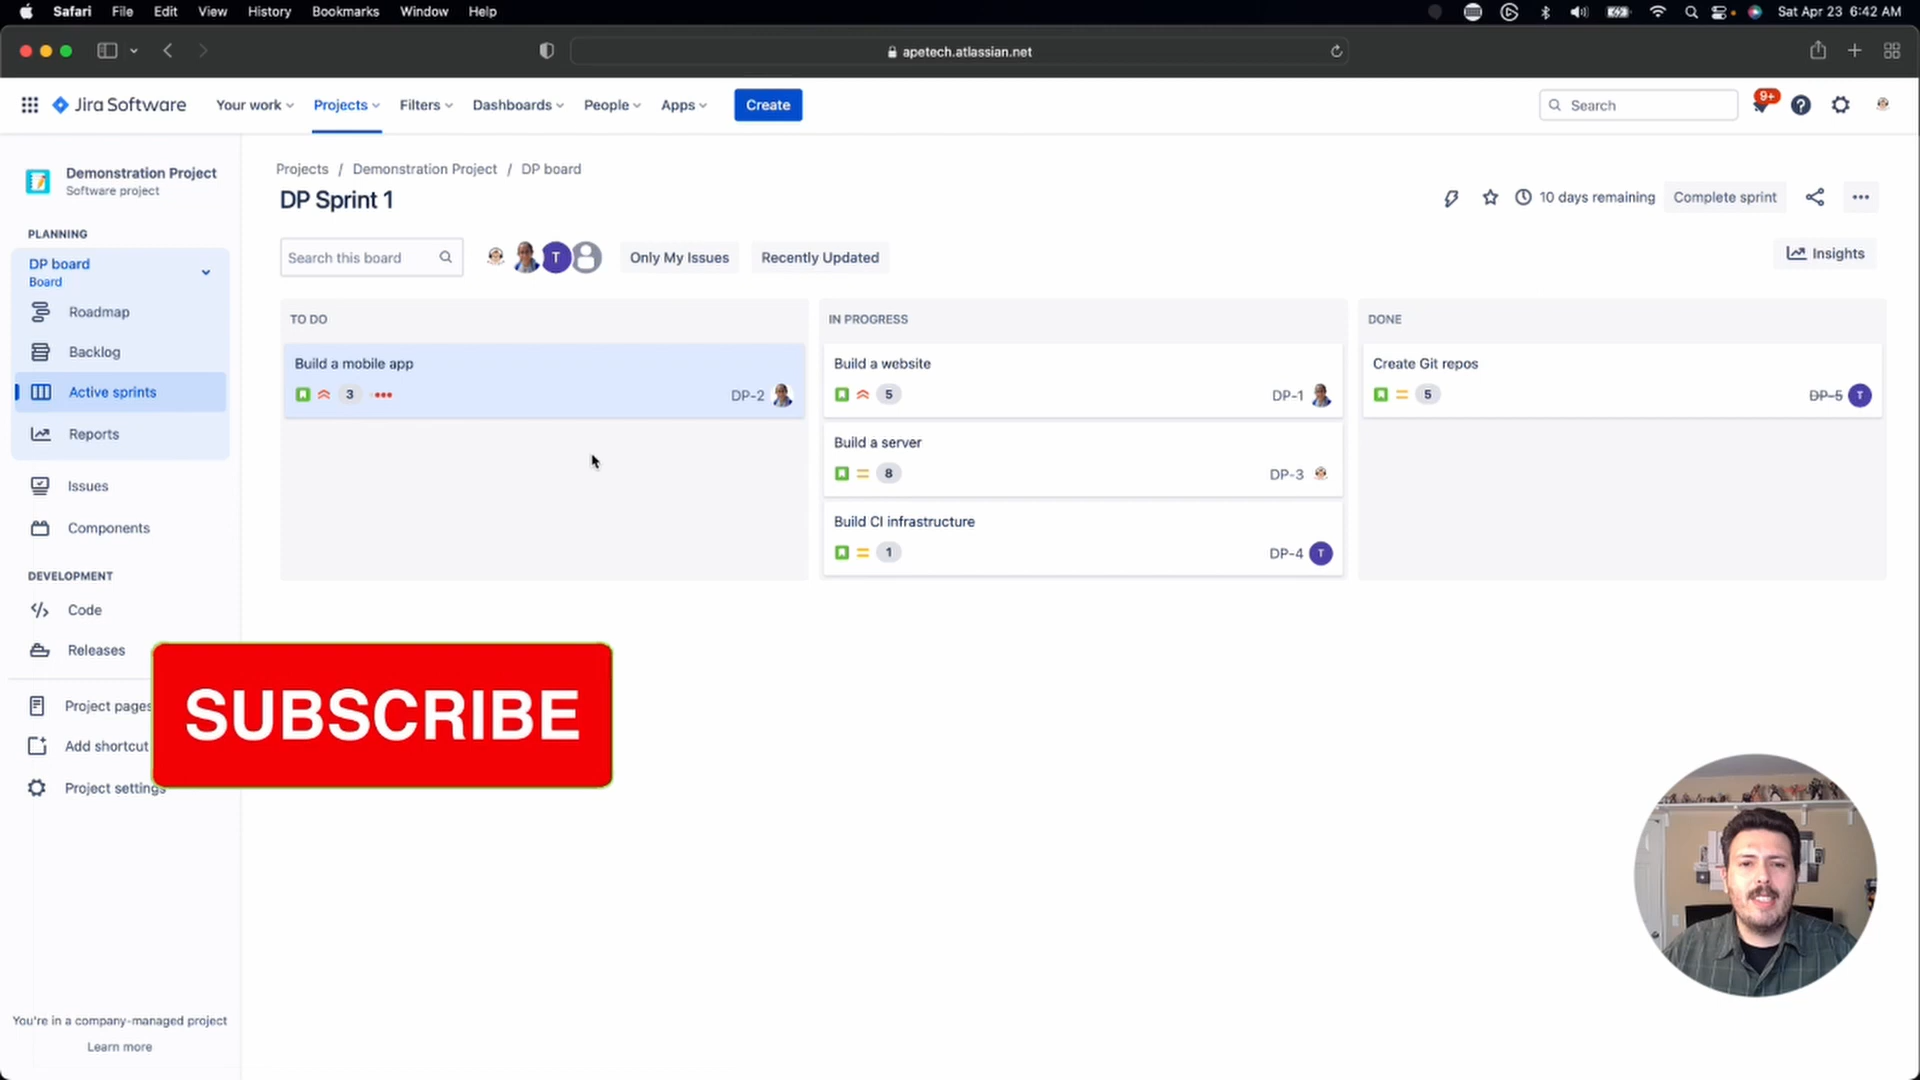 Safari File Edit View History Bookmarks Window Help
Sat Apr 23 6:42 AM
apetech.atlassian.net
Jira Software
Your work
Projects
Filters
Dashboards
People
Apps
Create
Search
9+
Demonstration Project
Software project
PLANNING
DP board
Board
Roadmap
Backlog
Active sprints
Reports
Issues
Components
DEVELOPMENT
Code
Releases
Project pages
Add shortcut
Project settings
You're in a company-managed project
Learn more
Projects / Demonstration Project / DP board
DP Sprint 1
10 days remaining
Complete sprint
Search this board
T
Only My Issues
Recently Updated
Insights
TO DO
Build a mobile app
3
DP-2
IN PROGRESS
Build a website
5
DP-1
Build a server
8
DP-3
Build CI infrastructure
1
DP-4
T
DONE
Create Git repos
5
DP-5
T
SUBSCRIBE